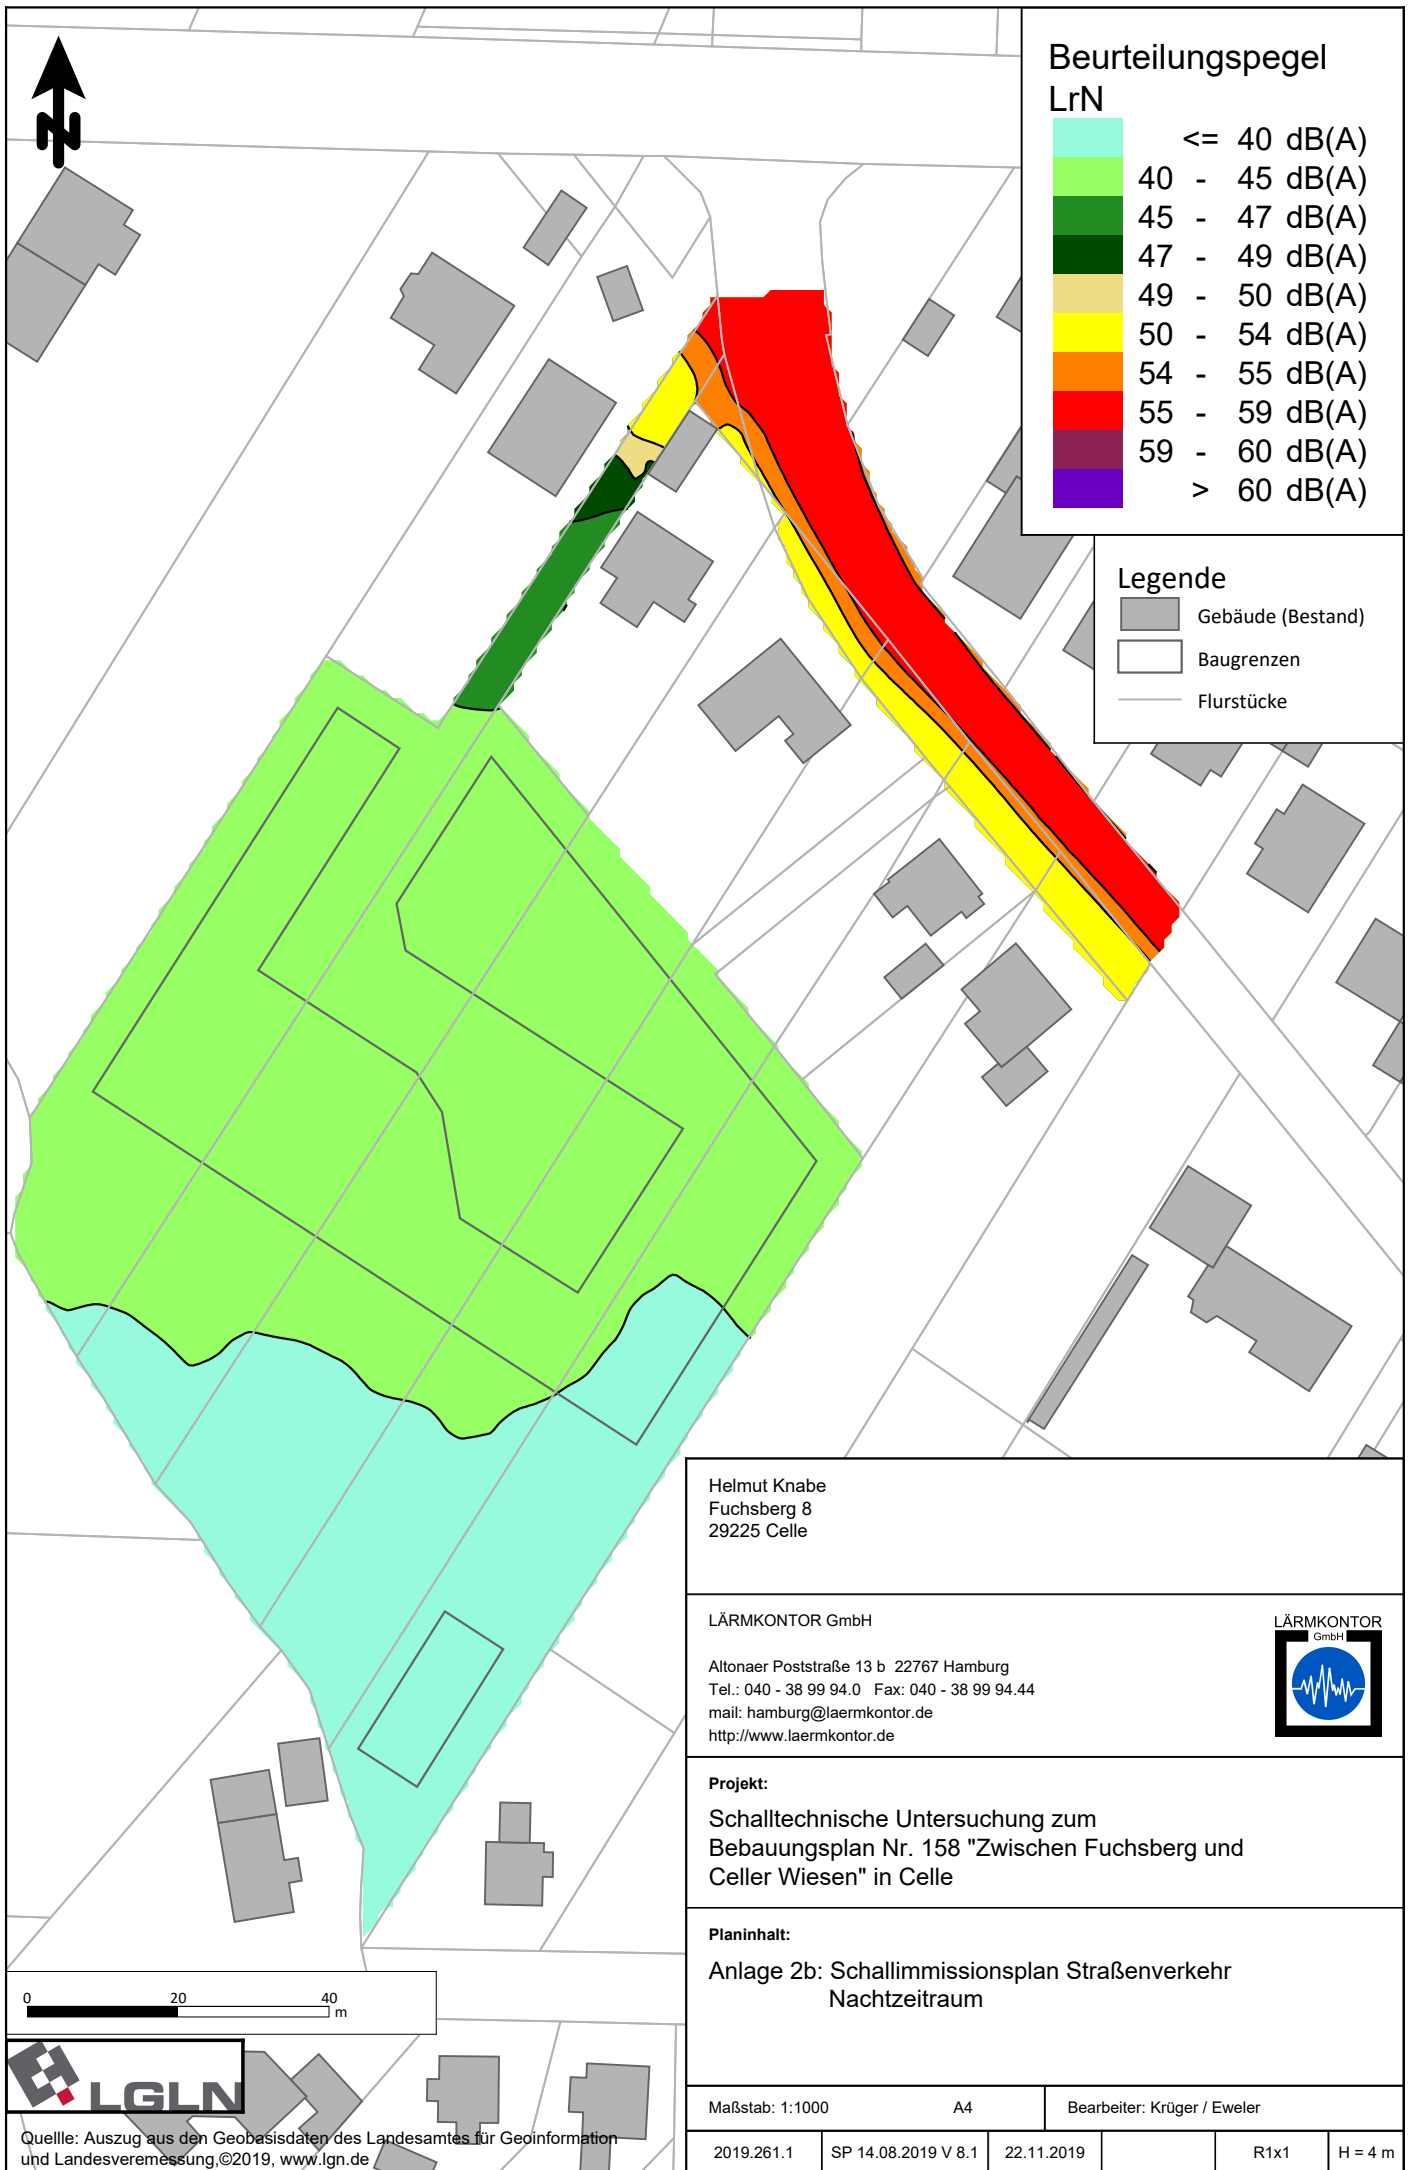 N
Beurteilungspegel
LrN
<= 40 dB(A)
40 - 45 dB(A)
45 - 47 dB(A)
47 - 49 dB(A)
49 - 50 dB(A)
50 - 54 dB(A)
54 - 55 dB(A)
55 - 59 dB(A)
59 - 60 dB(A)
> 60 dB(A)
Legende
Gebäude (Bestand)
Baugrenzen
Flurstücke
Helmut Knabe
Fuchsberg 8
29225 Celle
LÄRMKONTOR GmbH
Altonaer Poststraße 13 b 22767 Hamburg
Tel.: 040 - 38 99 94.0 Fax: 040 - 38 99 94.44
mail: hamburg@laermkontor.de
http://www.laermkontor.de
LÄRMKONTOR
GmbH
Projekt:
Schalltechnische Untersuchung zum
Bebauungsplan Nr. 158 "Zwischen Fuchsberg und
Celler Wiesen" in Celle
Planinhalt:
Anlage 2b: Schallimmissionsplan Straßenverkehr
Nachtzeitraum
Maßstab: 1:1000 A4 Bearbeiter: Krüger / Eweler
2019.261.1 SP 14.08.2019 V 8.1 22.11.2019 R1x1 H = 4 m
0 20 40 m
LGLN
Quellle: Auszug aus den Geobasisdaten des Landesamtes für Geoinformation
und Landesveremessung,©2019, www.lgn.de